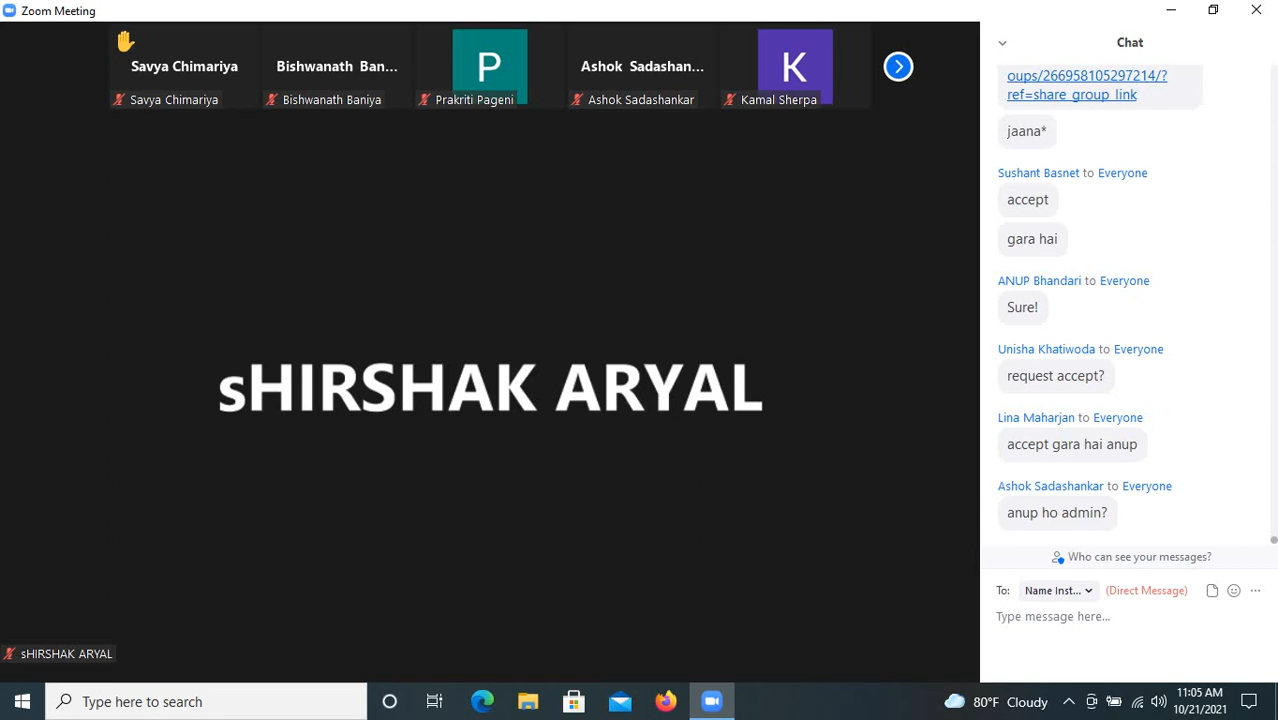 Zoom Meeting
Savya Chimariya
Savya Chimariya
Bishwanath Ban...
Bishwanath Baniya
P
Prakriti Pageni
Ashok Sadashan...
Ashok Sadashankar
K
Kamal Sherpa
sHIRSHAK ARYAL
sHIRSHAK ARYAL
Chat
oups/266958105297214/?
ref=share_group_link
jaana*
Sushant Basnet to Everyone
accept
gara hai
ANUP Bhandari to Everyone
Sure!
Unisha Khatiwoda to Everyone
request accept?
Lina Maharjan to Everyone
accept gara hai anup
Ashok Sadashankar to Everyone
anup ho admin?
Who can see your messages?
To: Name Inst... (Direct Message)
Type message here...
Type here to search
80°F Cloudy
11:05 AM
10/21/2021